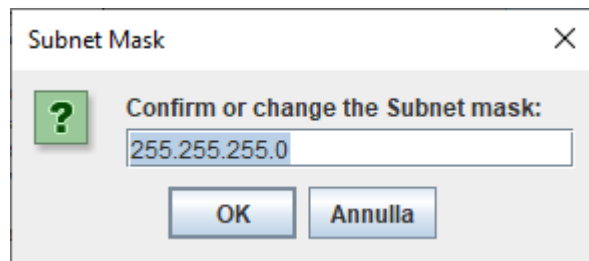 Subnet Mask
?
Confirm or change the Subnet mask:
255.255.255.0
OK Annulla